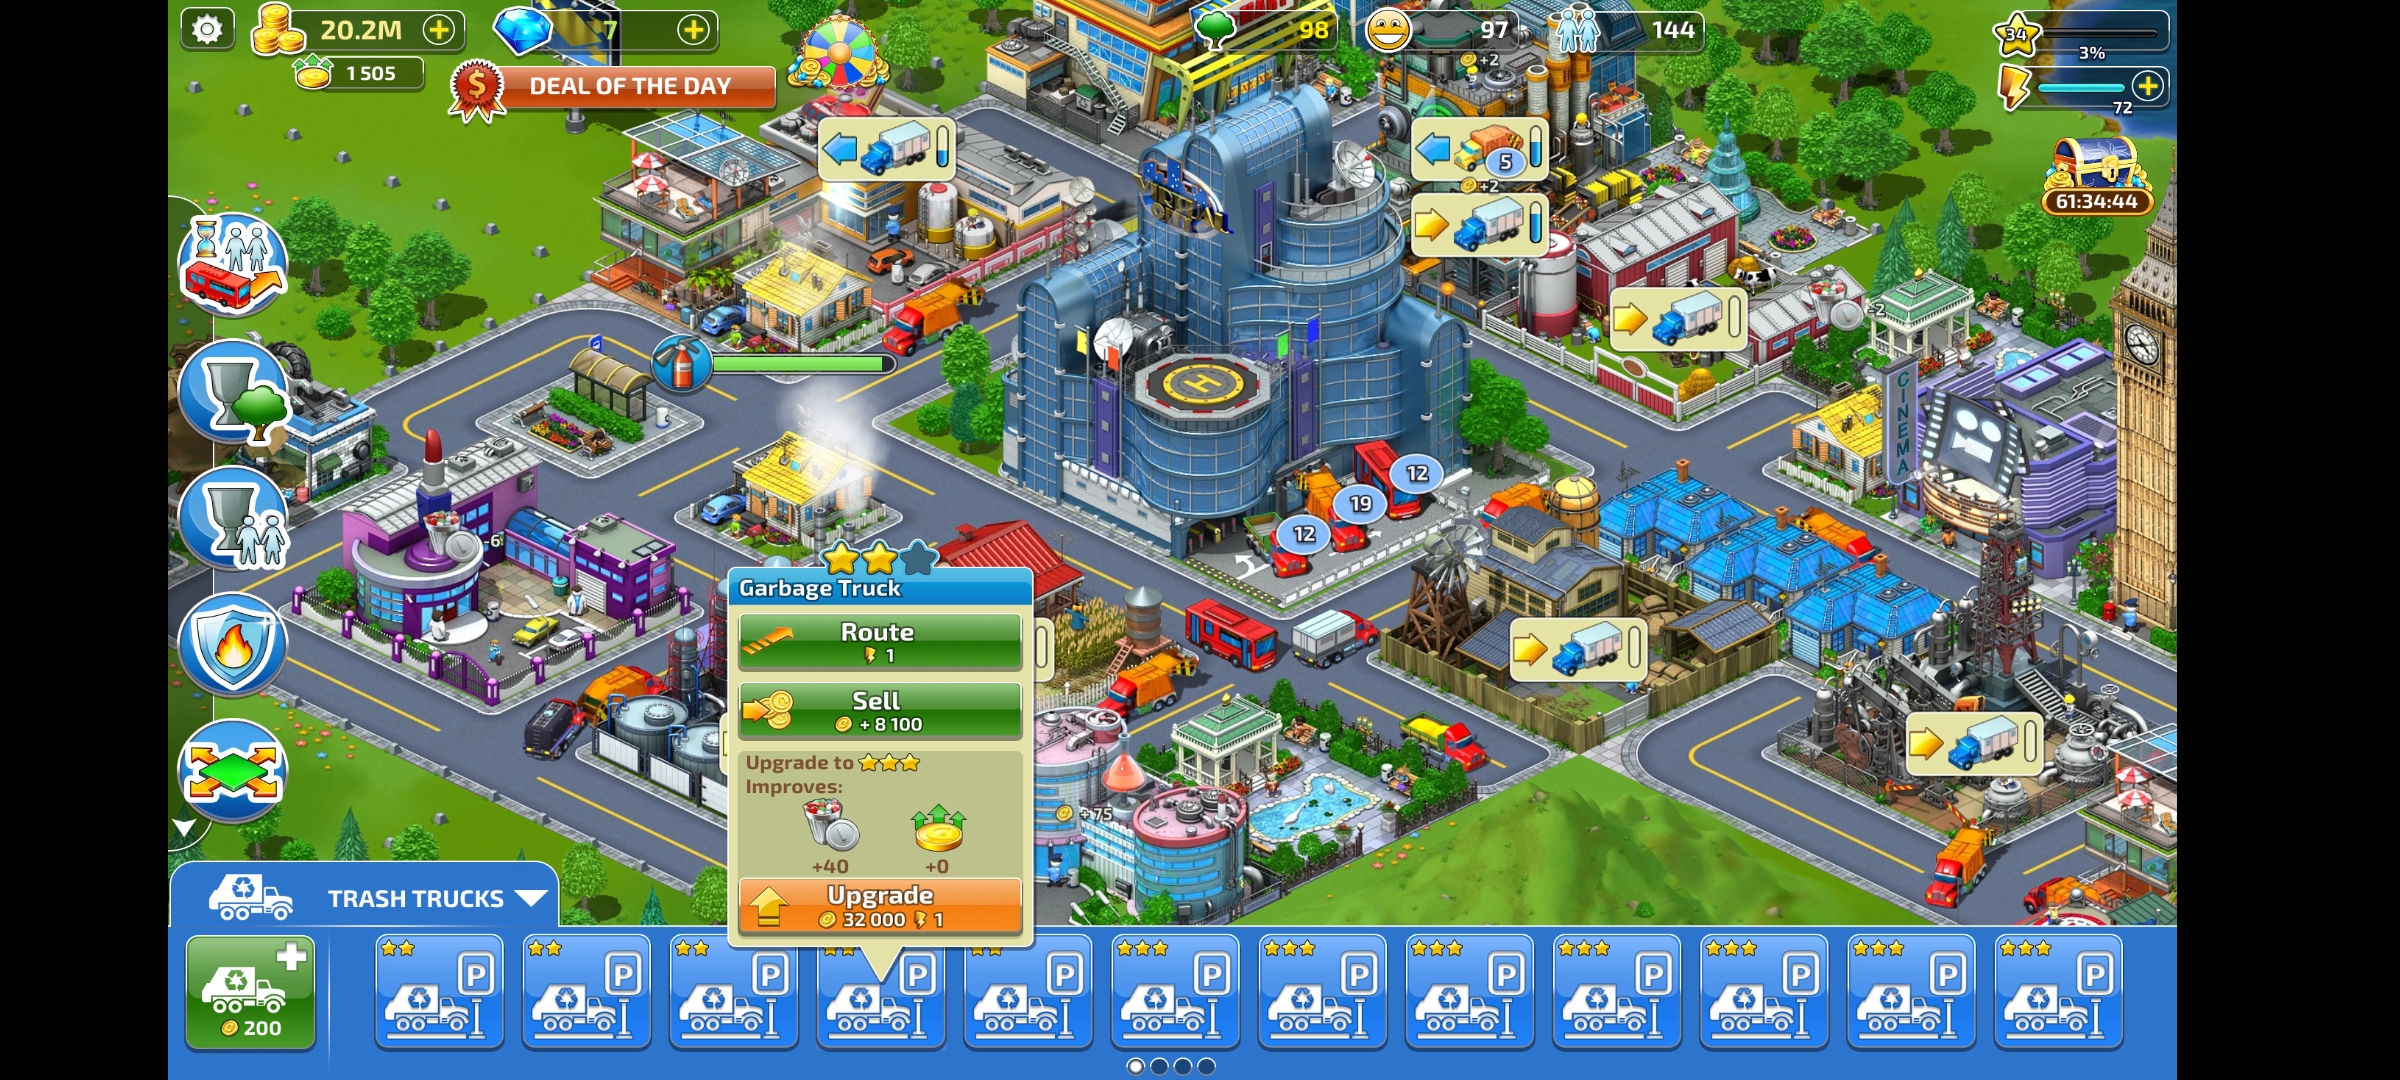 20.2M
7
98
97
144
34
3%
1 505
DEAL OF THE DAY
+2
72
5
+2
61:34:44
-2
CINEMA
H
12
19
12
-6
Garbage Truck
Route
1
Sell
+ 8 100
Upgrade to
Improves:
+40
+0
+75
Upgrade
32 000 1
TRASH TRUCKS
200
P
P
P
P
P
P
P
P
P
P
P
P